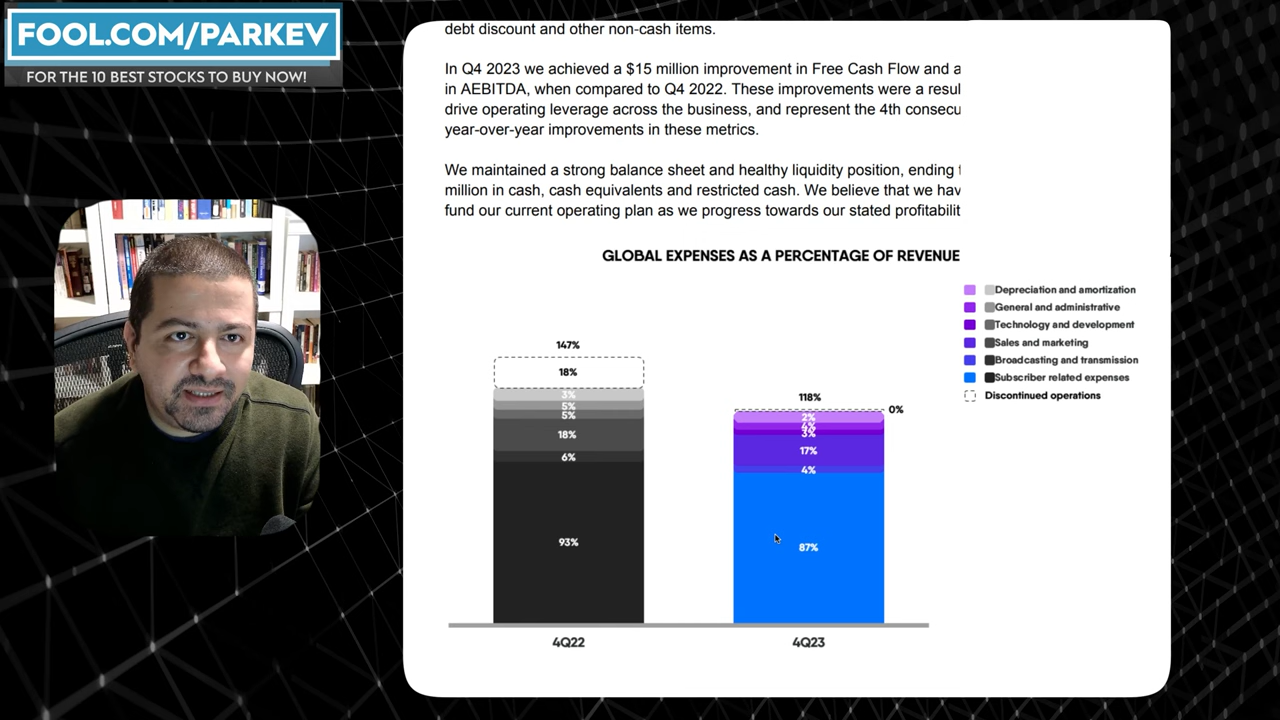 FOOL.COM/PARKEV
FOR THE 10 BEST STOCKS TO BUY NOW!
debt discount and other non-cash items.
In Q4 2023 we achieved a $15 million improvement in Free Cash Flow and a
in AEBITDA, when compared to Q4 2022. These improvements were a resul
drive operating leverage across the business, and represent the 4th consecu
year-over-year improvements in these metrics.
We maintained a strong balance sheet and healthy liquidity position, ending t
million in cash, cash equivalents and restricted cash. We believe that we hav
fund our current operating plan as we progress towards our stated profitabilit
GLOBAL EXPENSES AS A PERCENTAGE OF REVENUE
Depreciation and amortization
General and administrative
Technology and development
Sales and marketing
Broadcasting and transmission
Subscriber related expenses
Discontinued operations
147%
18%
3%
5%
5%
18%
6%
93%
4Q22
118%
0%
2%
4%
3%
17%
4%
87%
4Q23